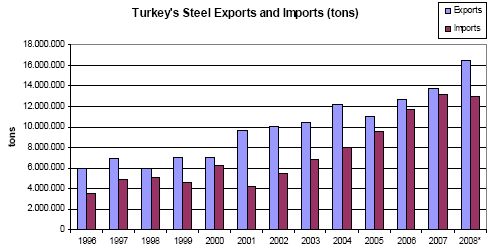 Turkey's Steel Exports and Imports (tons)
Exports
Imports
18.000.000
16.000.000
14.000.000
12.000.000
10.000.000
8.000.000
6.000.000
4.000.000
2.000.000
0
tons
1996 1997 1998 1999 2000 2001 2002 2003 2004 2005 2006 2007 2008*